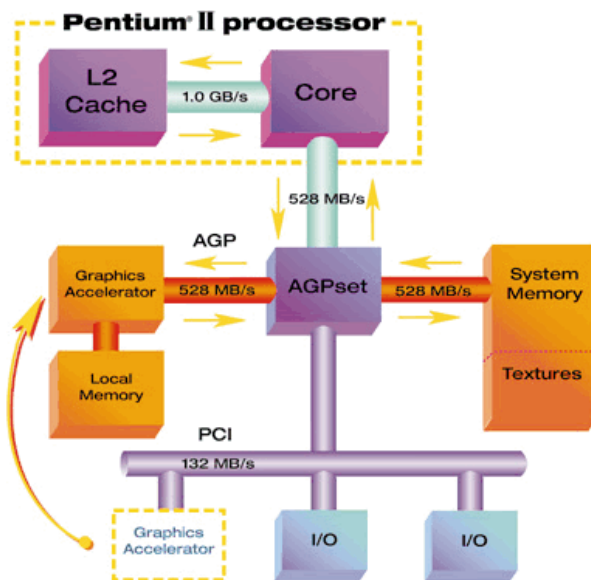 Pentium® II processor
L2
Cache
1.0 GB/s
Core
528 MB/s
AGP
Graphics
Accelerator
528 MB/s
AGPset
528 MB/s
System
Memory
Local
Memory
Textures
PCI
132 MB/s
Graphics
Accelerator
I/O
I/O